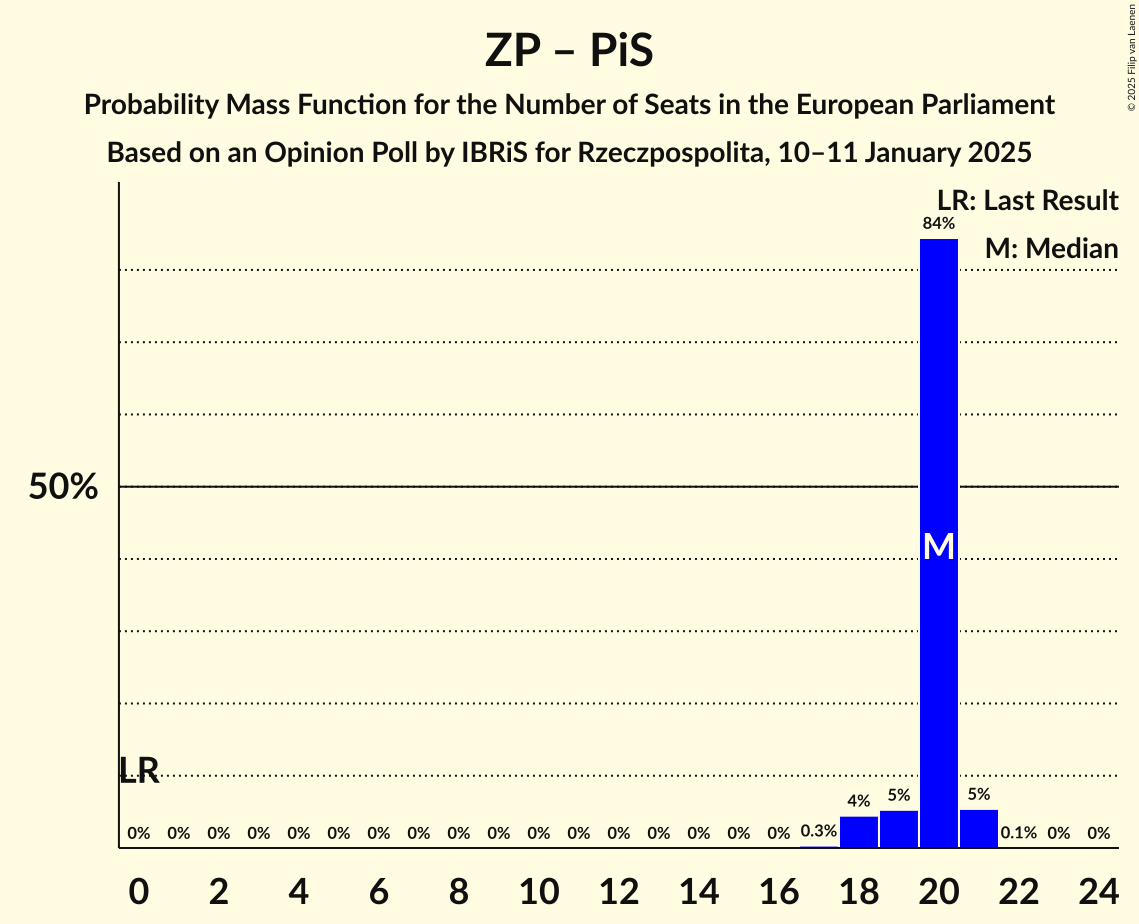 ZP – PiS
Probability Mass Function for the Number of Seats in the European Parliament
Based on an Opinion Poll by IBRiS for Rzeczpospolita, 10–11 January 2025
© 2025 Filip van Laenen
LR: Last Result
84%
M: Median
50%
M
LR
0% 0% 0% 0% 0% 0% 0% 0% 0% 0% 0% 0% 0% 0% 0% 0% 0% 0.3% 4% 5% 5% 0.1% 0% 0%
0 2 4 6 8 10 12 14 16 18 20 22 24